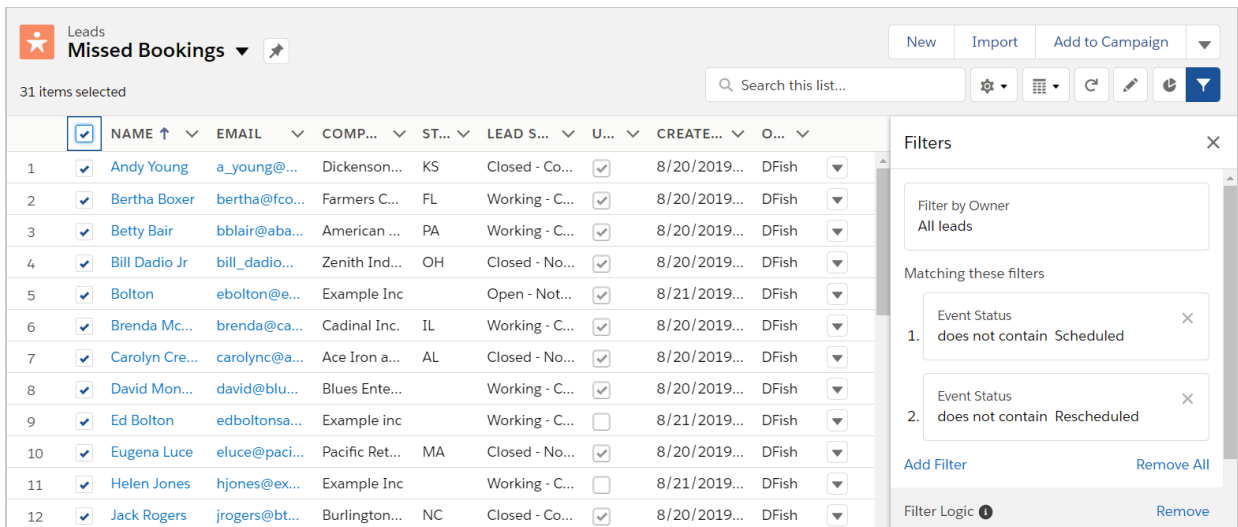 Leads
Missed Bookings
New Import Add to Campaign
31 items selected
Search this list...
NAME EMAIL COMP... ST... LEAD S... U... CREATE... O...
1 Andy Young a_young@... Dickenson... KS Closed - Co... 8/20/2019... DFish
2 Bertha Boxer bertha@fco... Farmers C... FL Working - C... 8/20/2019... DFish
3 Betty Bair bblair@aba... American ... PA Working - C... 8/20/2019... DFish
4 Bill Dadio Jr bill_dadio... Zenith Ind... OH Closed - No... 8/20/2019... DFish
5 Bolton ebolton@e... Example Inc Open - Not... 8/21/2019... DFish
6 Brenda Mc... brenda@ca... Cadinal Inc. IL Working - C... 8/20/2019... DFish
7 Carolyn Cre... carolync@a... Ace Iron a... AL Closed - No... 8/20/2019... DFish
8 David Mon... david@blu... Blues Ente... Working - C... 8/20/2019... DFish
9 Ed Bolton edboltonsa... Example inc Working - C... 8/21/2019... DFish
10 Eugena Luce eluce@paci... Pacific Ret... MA Closed - No... 8/20/2019... DFish
11 Helen Jones hjones@ex... Example Inc Working - C... 8/21/2019... DFish
12 Jack Rogers jrogers@bt... Burlington... NC Closed - Co... 8/20/2019... DFish
Filters
Filter by Owner
All leads
Matching these filters
Event Status
1. does not contain Scheduled
Event Status
2. does not contain Rescheduled
Add Filter Remove All
Filter Logic Remove